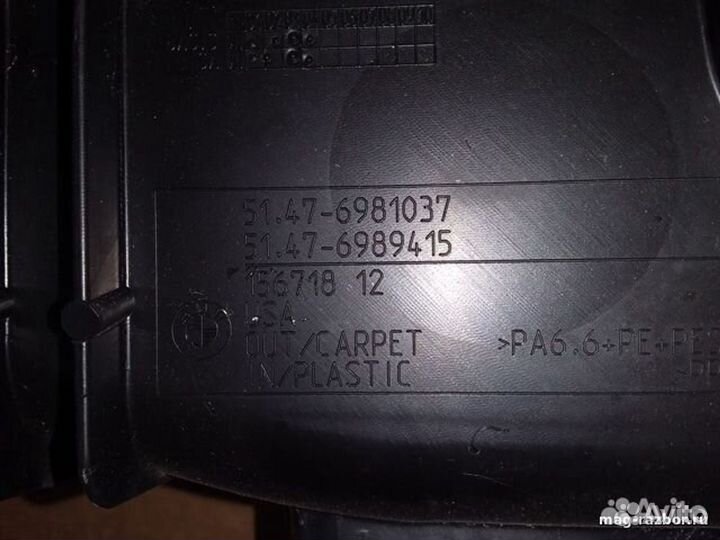 51.47-6981037
51.47-6989415
156718 12
USA
OUT/CARPET >PA6.6+PE+PE
IN/PLASTIC
Avito
mag-razbor.ru